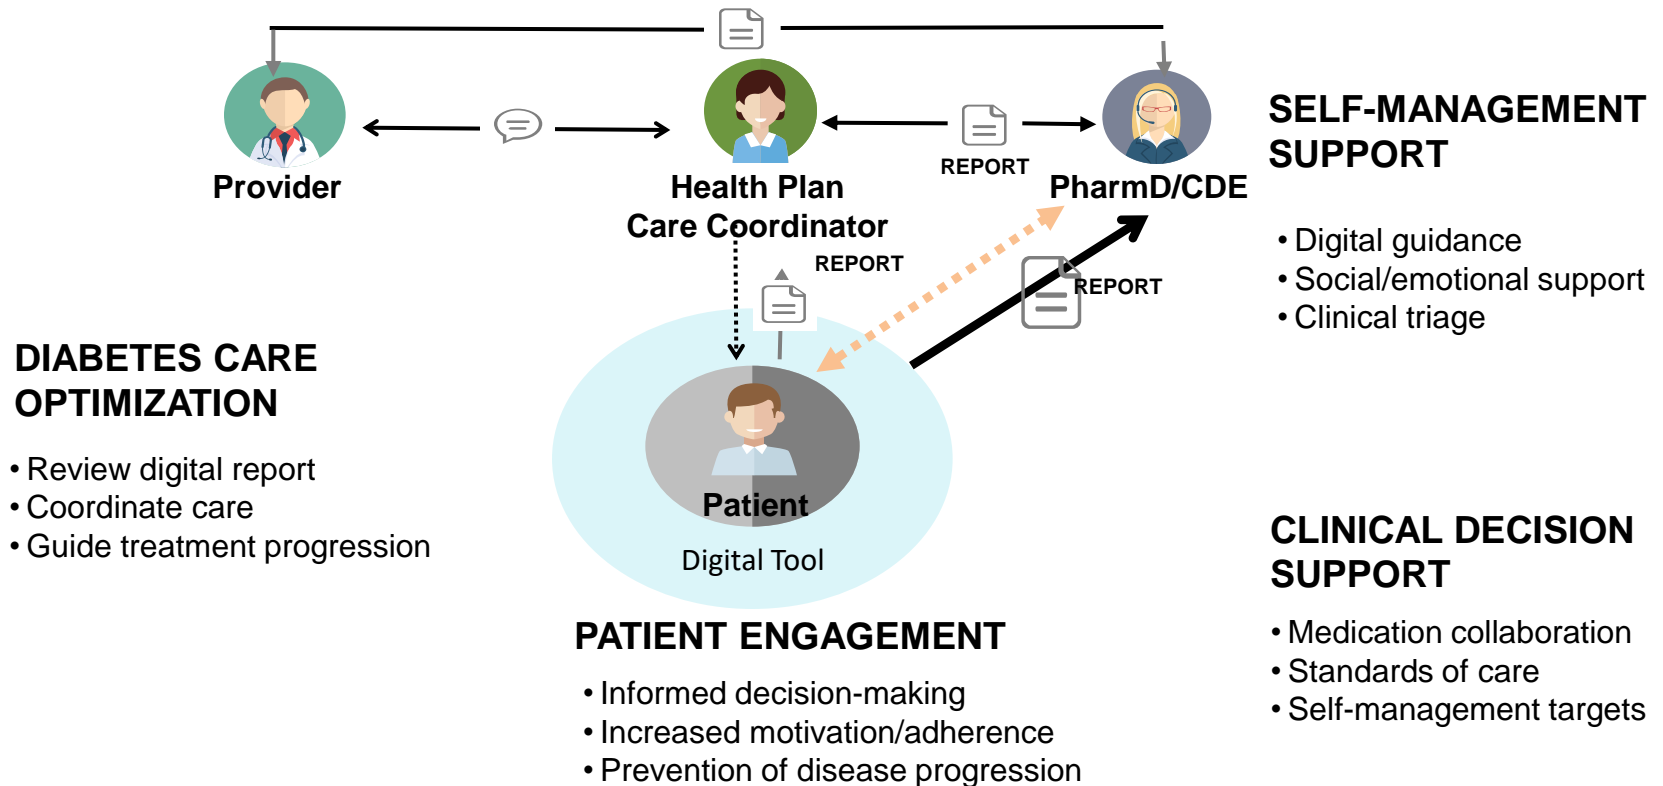 Provider
Health Plan
Care Coordinator
REPORT
PharmD/CDE
REPORT
REPORT
SELF-MANAGEMENT
SUPPORT
• Digital guidance
• Social/emotional support
• Clinical triage
DIABETES CARE
OPTIMIZATION
• Review digital report
• Coordinate care
• Guide treatment progression
Patient
Digital Tool
PATIENT ENGAGEMENT
• Informed decision-making
• Increased motivation/adherence
• Prevention of disease progression
CLINICAL DECISION
SUPPORT
• Medication collaboration
• Standards of care
• Self-management targets